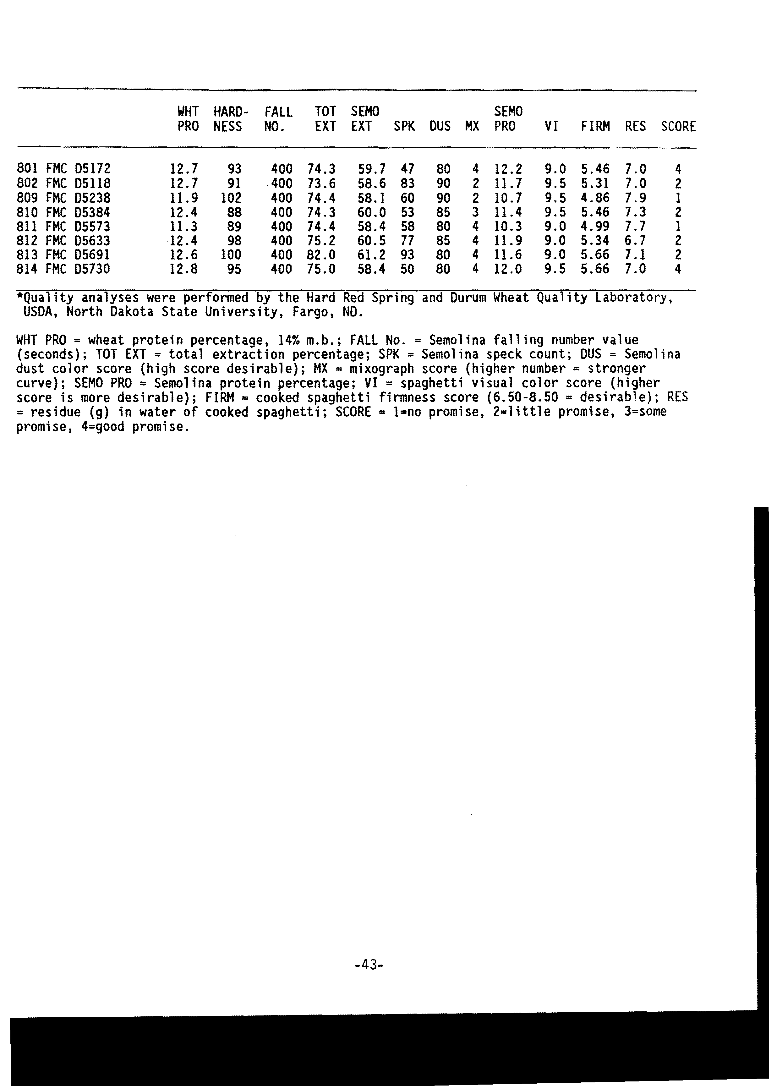 WHT HARD- FALL TOT SEMO SEMO
PRO NESS NO. EXT EXT SPK DUS MX PRO VI FIRM RES SCORE
801 FMC D5172 12.7 93 400 74.3 59.7 47 80 4 12.2 9.0 5.46 7.0 4
802 FMC D5118 12.7 91 400 73.6 58.6 83 90 2 11.7 9.5 5.31 7.0 2
809 FMC D5238 11.9 102 400 74.4 58.1 60 90 2 10.7 9.5 4.86 7.9 1
810 FMC D5384 12.4 88 400 74.3 60.0 53 85 3 11.4 9.5 5.46 7.3 2
811 FMC D5573 11.3 89 400 74.4 58.4 58 80 4 10.3 9.0 4.99 7.7 1
812 FMC D5633 12.4 98 400 75.2 60.5 77 85 4 11.9 9.0 5.34 6.7 2
813 FMC D5691 12.6 100 400 82.0 61.2 93 80 4 11.6 9.0 5.66 7.1 2
814 FMC D5730 12.8 95 400 75.0 58.4 50 80 4 12.0 9.5 5.66 7.0 4
*Quality analyses were performed by the Hard Red Spring and Durum Wheat Quality Laboratory,
USDA, North Dakota State University, Fargo, ND.
WHT PRO = wheat protein percentage, 14% m.b.; FALL No. = Semolina falling number value
(seconds); TOT EXT = total extraction percentage; SPK = Semolina speck count; DUS = Semolina
dust color score (high score desirable); MX = mixograph score (higher number = stronger
curve); SEMO PRO = Semolina protein percentage; VI = spaghetti visual color score (higher
score is more desirable); FIRM = cooked spaghetti firmness score (6.50-8.50 = desirable); RES
= residue (g) in water of cooked spaghetti; SCORE = 1=no promise, 2=little promise, 3=some
promise, 4=good promise.
-43-